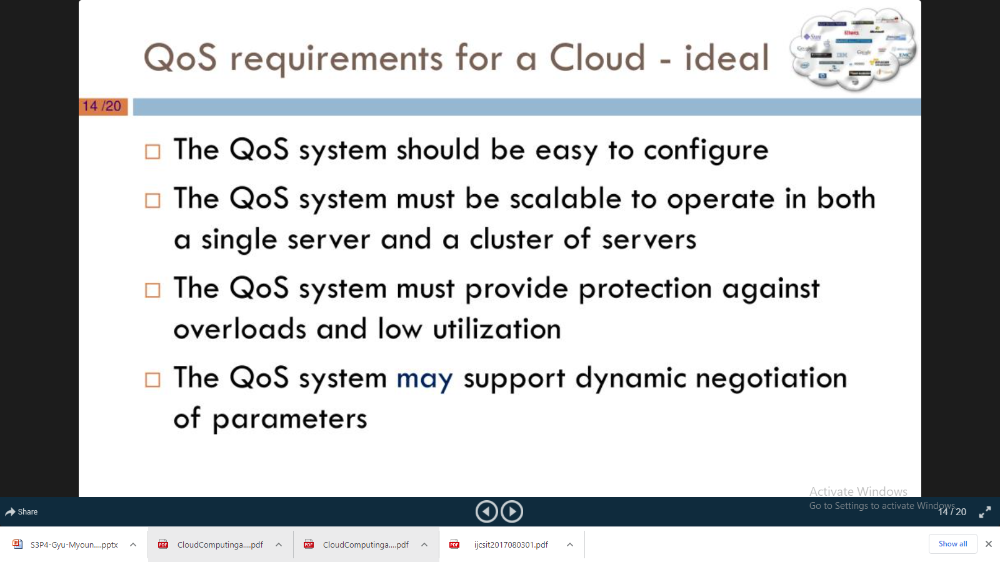 QoS requirements for a Cloud - ideal
14 /20
The QoS system should be easy to configure
The QoS system must be scalable to operate in both
a single server and a cluster of servers
The QoS system must provide protection against
overloads and low utilization
The QoS system may support dynamic negotiation
of parameters
Activate Windows
Go to Settings to activate Windows.
Share
14 / 20
S3P4-Gyu-Myoun....pptx
CloudComputinga....pdf
CloudComputinga....pdf
ijcsit2017080301.pdf
Show all